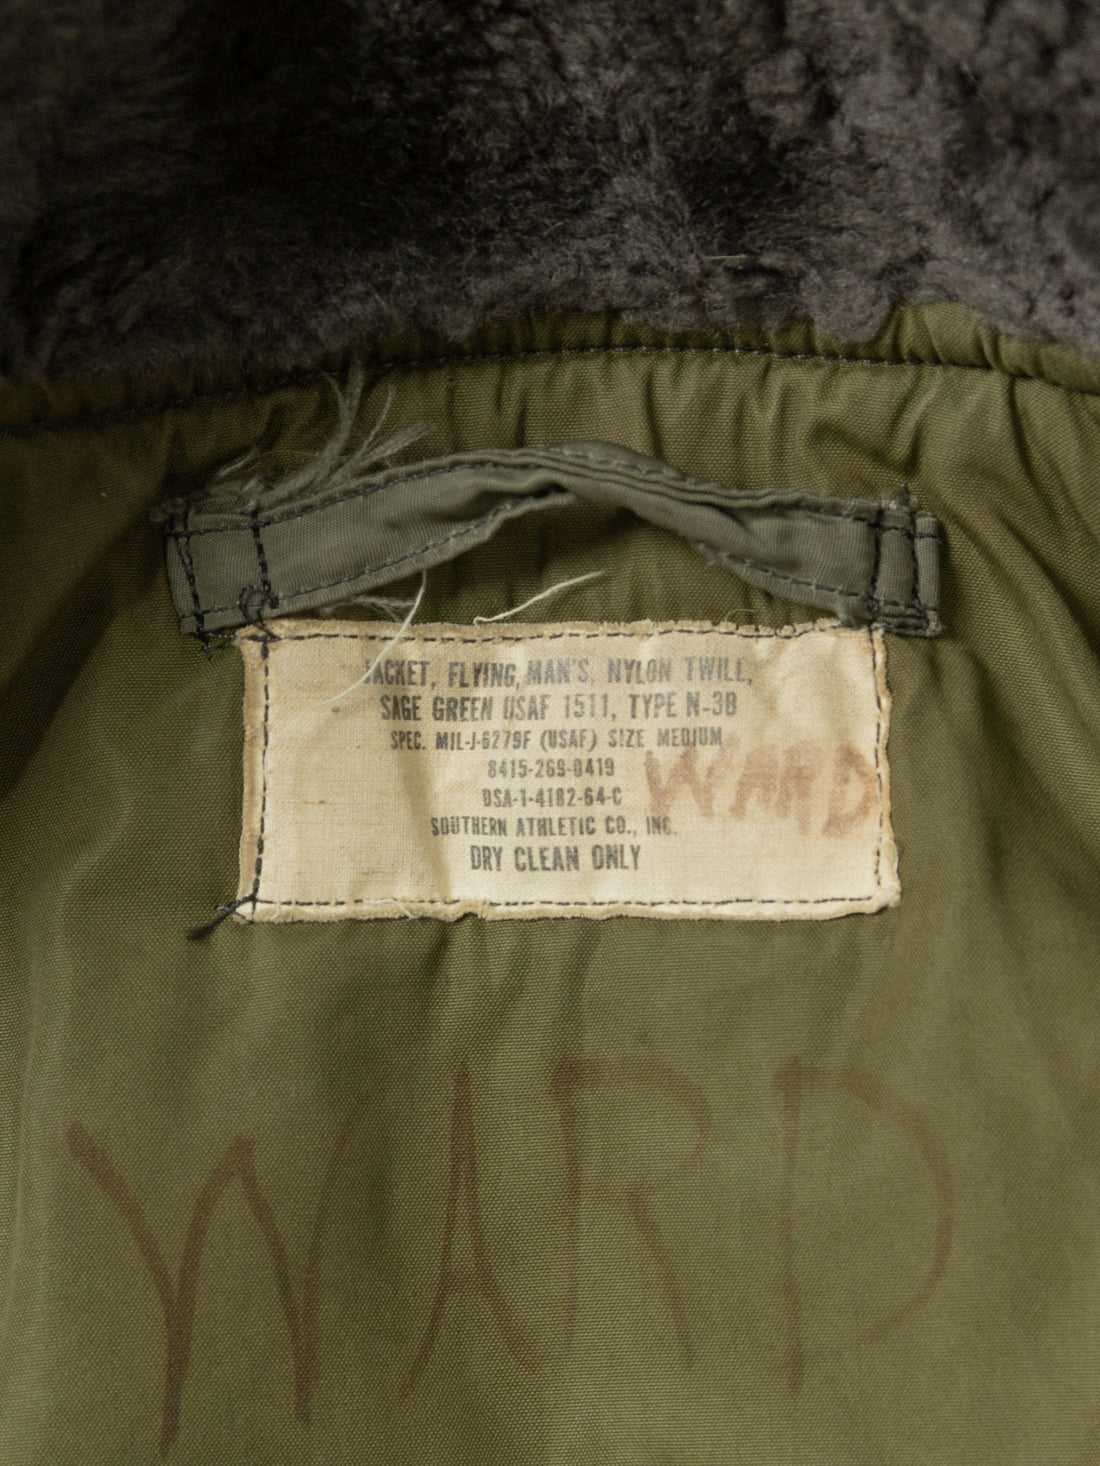 JACKET, FLYING, MAN'S, NYLON TWILL,
SAGE GREEN USAF 1511, TYPE N-3B
SPEC. MIL-J-6279F (USAF) SIZE MEDIUM
8415-269-0419
DSA-1-4182-64-C
SOUTHERN ATHLETIC CO., INC.
DRY CLEAN ONLY
WARD
WARD